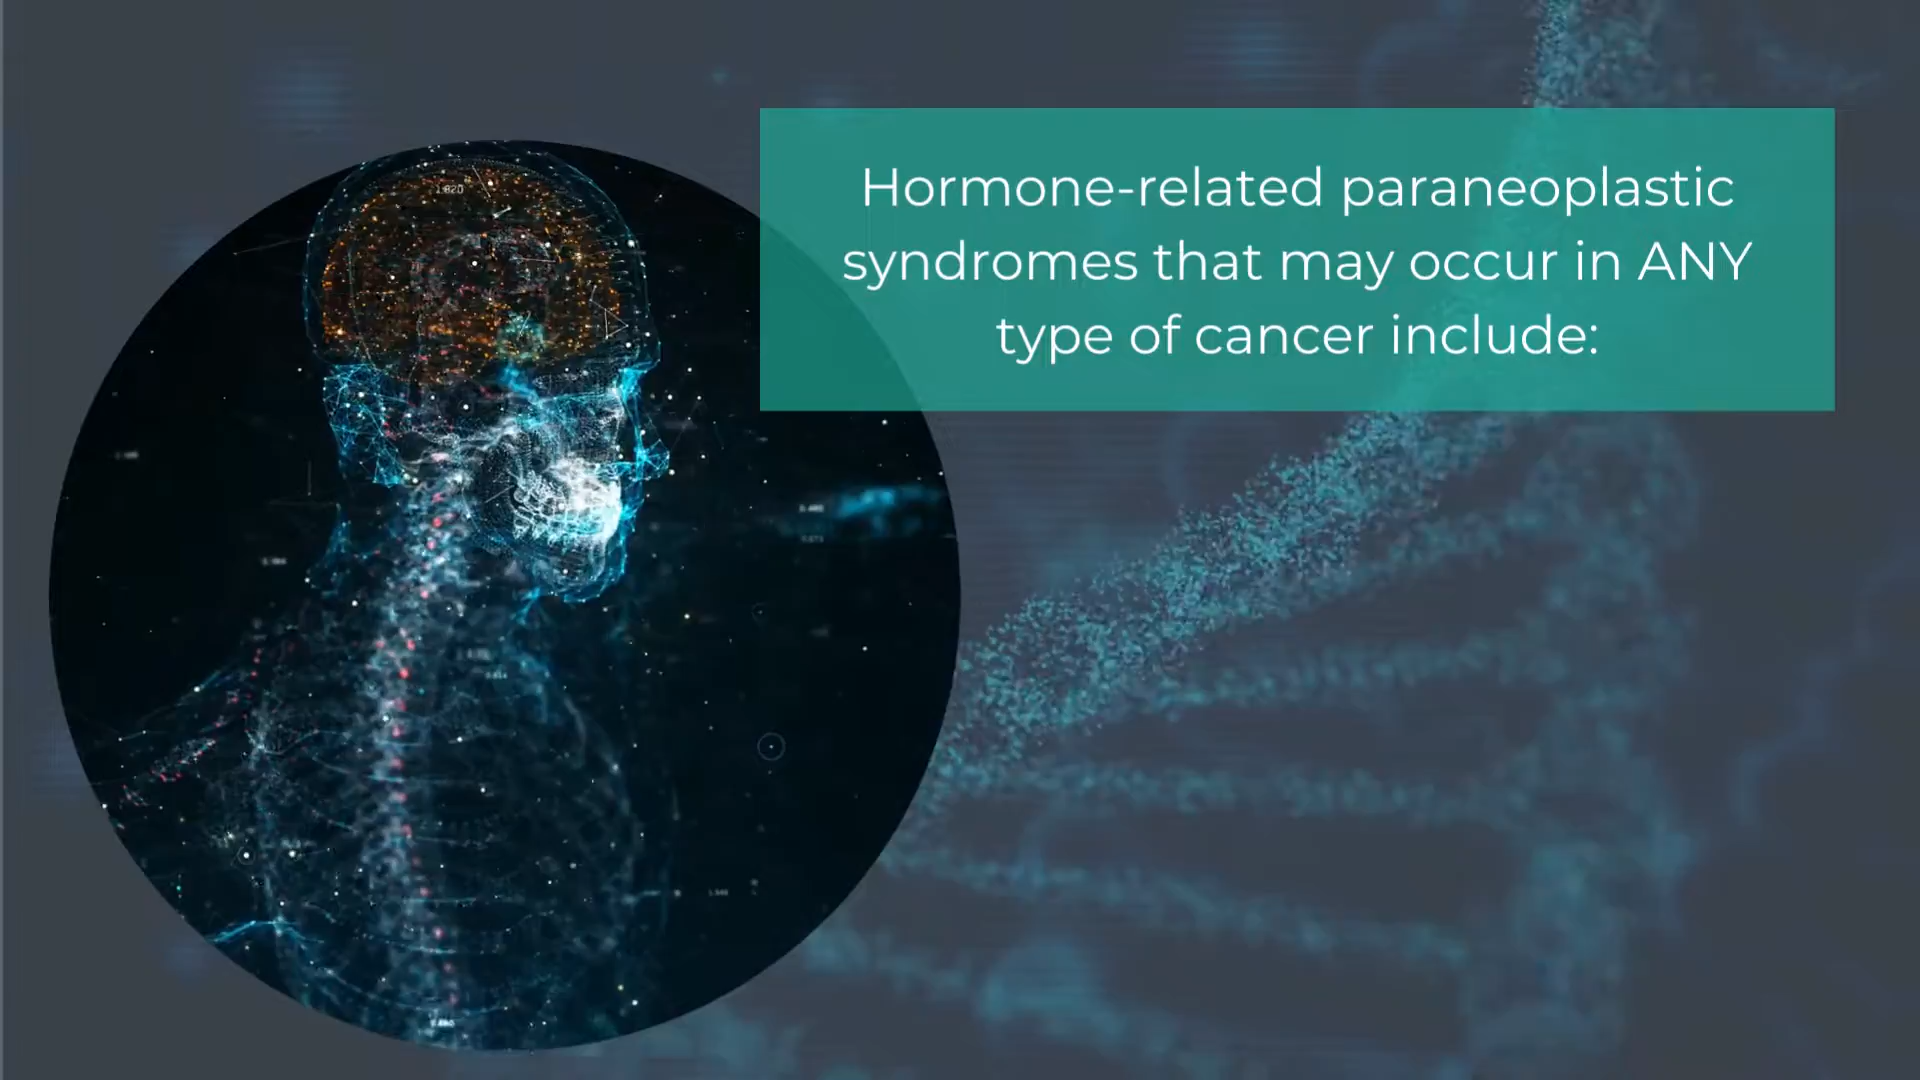 Hormone-related paraneoplastic
syndromes that may occur in ANY
type of cancer include: